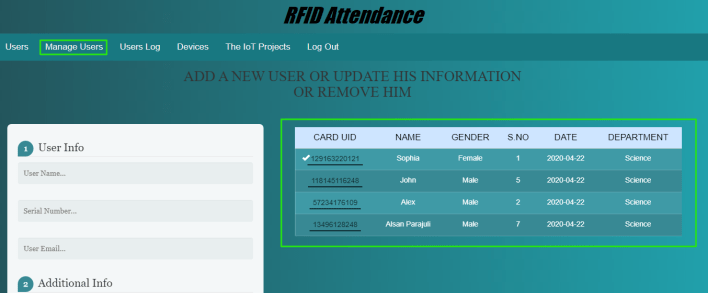 RFID Attendance
Users Manage Users Users Log Devices The IoT Projects Log Out
ADD A NEW USER OR UPDATE HIS INFORMATION
OR REMOVE HIM
1 User Info
User Name...
Serial Number...
User Email...
2 Additional Info
CARD UID NAME GENDER S.NO DATE DEPARTMENT
129163220121 Sophia Female 1 2020-04-22 Science
118145116248 John Male 5 2020-04-22 Science
57234176109 Alex Male 2 2020-04-22 Science
13496128248 Alsan Parajuli Male 7 2020-04-22 Science